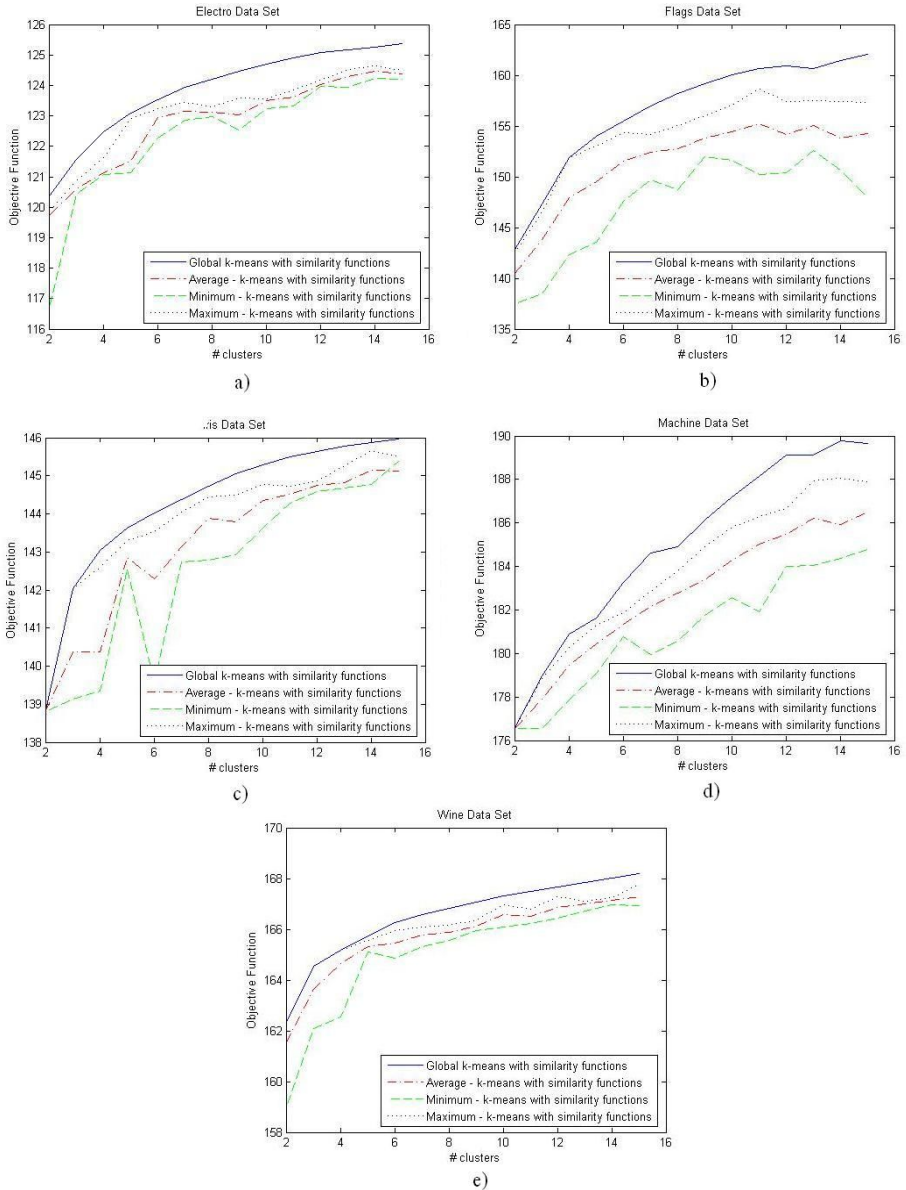 Electro Data Set
126
125
124
123
122
121
120
119
118
117
116
Objective Function
Global k-means with similarity functions
Average - k-means with similarity functions
Minimum - k-means with similarity functions
Maximum - k-means with similarity functions
2 4 6 8 10 12 14 16
# clusters
a)
Flags Data Set
165
160
155
150
145
140
135
Objective Function
Global k-means with similarity functions
Average - k-means with similarity functions
Minimum - k-means with similarity functions
Maximum - k-means with similarity functions
2 4 6 8 10 12 14 16
# clusters
b)
Data Set
146
145
144
143
142
141
140
139
138
Objective Function
Global k-means with similarity functions
Average - k-means with similarity functions
Minimum - k-means with similarity functions
Maximum - k-means with similarity functions
2 4 6 8 10 12 14 16
# clusters
c)
Machine Data Set
190
188
186
184
182
180
178
176
Objective Function
Global k-means with similarity functions
Average - k-means with similarity functions
Minimum - k-means with similarity functions
Maximum - k-means with similarity functions
2 4 6 8 10 12 14 16
# clusters
d)
Wine Data Set
170
168
166
164
162
160
158
Objective Function
Global k-means with similarity functions
Average - k-means with similarity functions
Minimum - k-means with similarity functions
Maximum - k-means with similarity functions
2 4 6 8 10 12 14 16
# clusters
e)